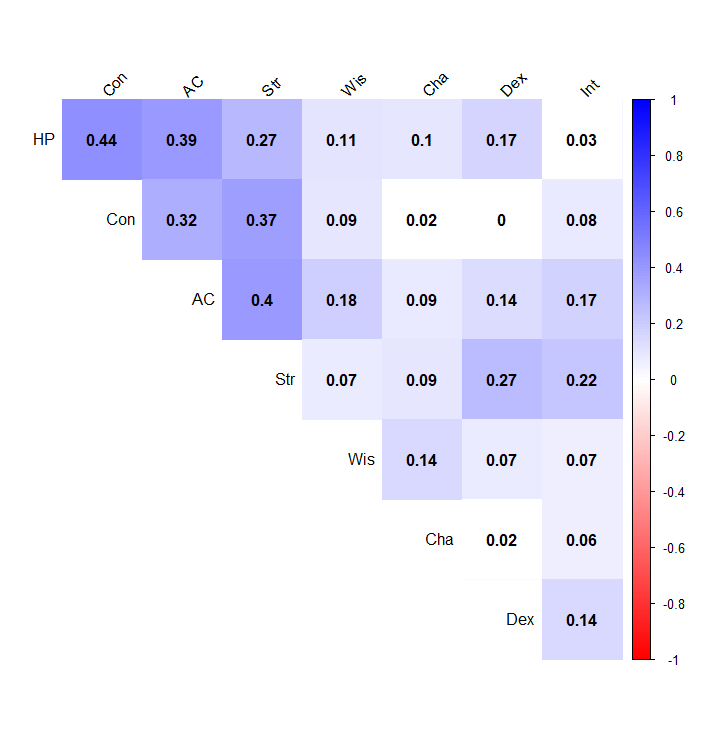 Con AC Str Wis Cha Dex Int
HP 0.44 0.39 0.27 0.11 0.1 0.17 0.03
Con 0.32 0.37 0.09 0.02 0 0.08
AC 0.4 0.18 0.09 0.14 0.17
Str 0.07 0.09 0.27 0.22
Wis 0.14 0.07 0.07
Cha 0.02 0.06
Dex 0.14
1
0.8
0.6
0.4
0.2
0
-0.2
-0.4
-0.6
-0.8
-1